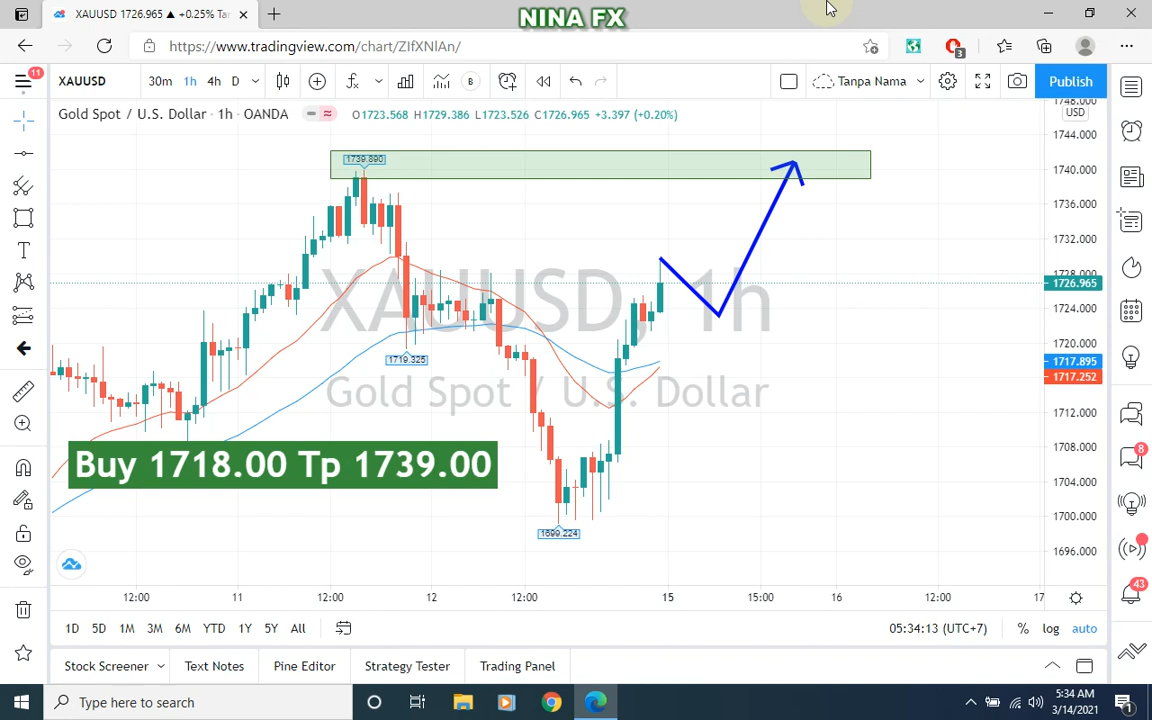 XAUUSD 1726.965 ▲ +0.25% Tan
NINA FX
https://www.tradingview.com/chart/ZIfXNlAn/
3
11
XAUUSD 30m 1h 4h D
B
Tanpa Nama
Publish
Gold Spot / U.S. Dollar · 1h · OANDA
O1723.568 H1729.386 L1723.526 C1726.965 +3.397 (+0.20%)
1748.000
USD
1744.000
1739.890
1740.000
1736.000
1732.000
1728.000
1726.965
1724.000
XAUUSD, 1h
1720.000
1719.325
1717.895
1717.252
Gold Spot / U.S. Dollar
1712.000
1708.000
8
Buy 1718.00 Tp 1739.00
1704.000
1700.000
1699.224
1696.000
43
12:00 11 12:00 12 12:00 15 15:00 16 12:00 17
1D 5D 1M 3M 6M YTD 1Y 5Y All
05:34:13 (UTC+7) % log auto
Stock Screener Text Notes Pine Editor Strategy Tester Trading Panel
Type here to search
5:34 AM
3/14/2021
1